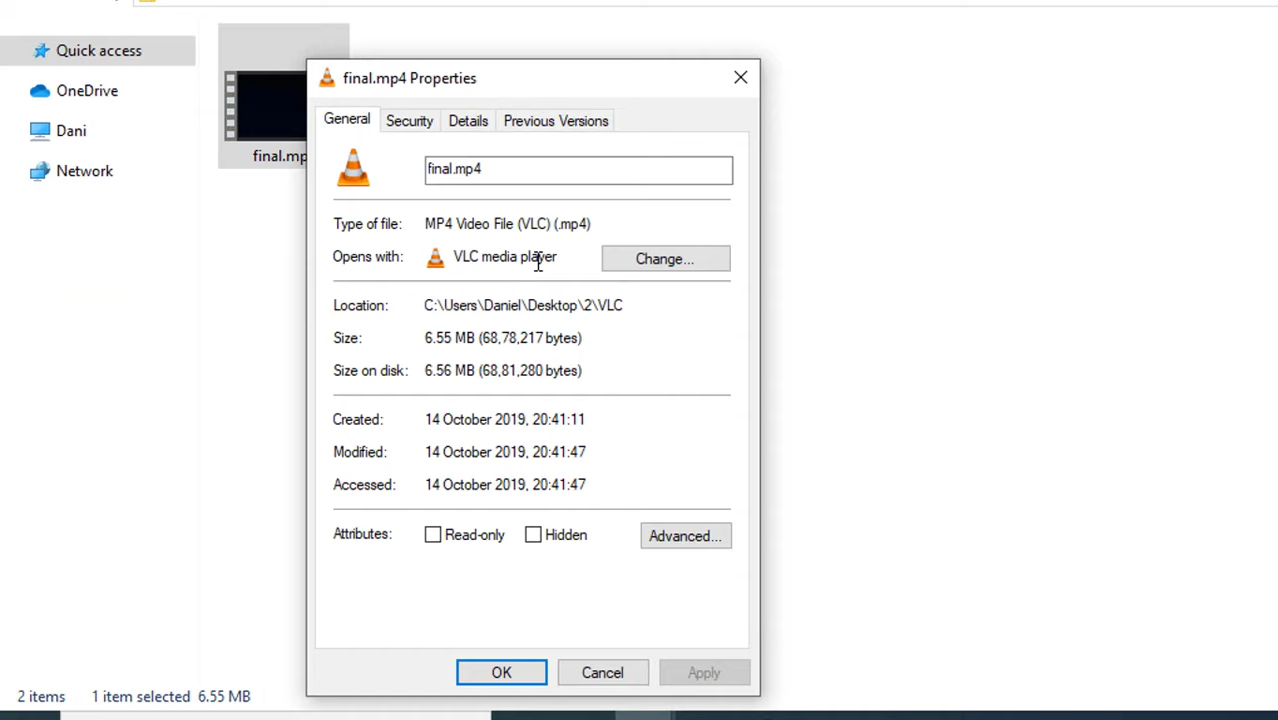 Quick access
OneDrive
Dani
Network
final.mp
final.mp4 Properties
General Security Details Previous Versions
final.mp4
Type of file: MP4 Video File (VLC) (.mp4)
Opens with: VLC media player Change...
Location: C:\Users\Daniel\Desktop\2\VLC
Size: 6.55 MB (68,78,217 bytes)
Size on disk: 6.56 MB (68,81,280 bytes)
Created: 14 October 2019, 20:41:11
Modified: 14 October 2019, 20:41:47
Accessed: 14 October 2019, 20:41:47
Attributes: Read-only Hidden Advanced...
OK Cancel Apply
2 items 1 item selected 6.55 MB